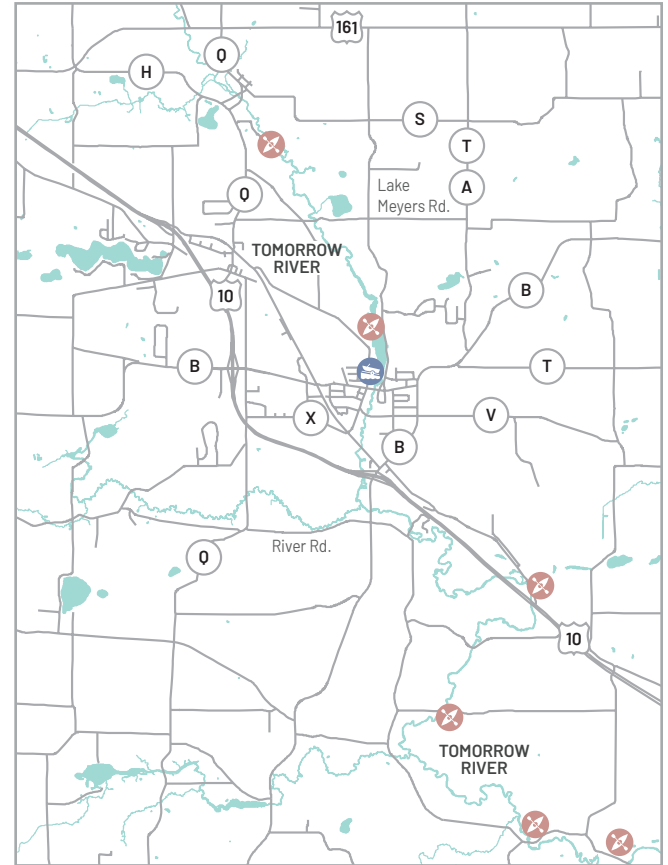 161
Q
H
S
T
Lake
Meyers Rd.
A
Q
TOMORROW
RIVER
10
B
B
T
X
V
B
River Rd.
Q
10
TOMORROW
RIVER